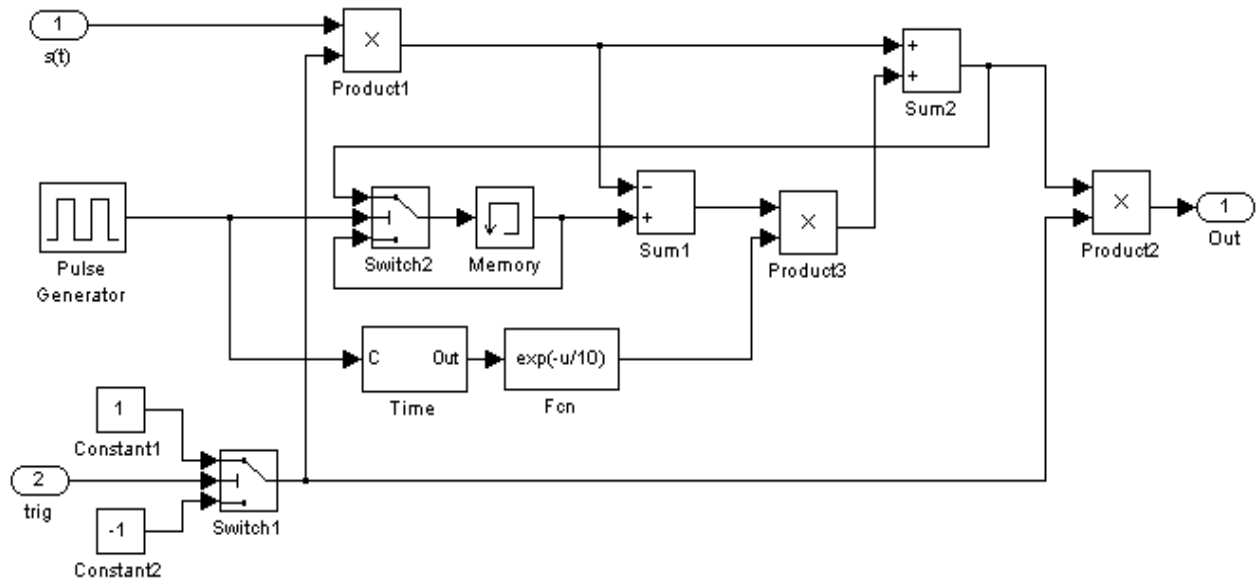 1
s(t)
×
Product1
+
+
Sum2
Pulse
Generator
Switch2
Memory
−
+
Sum1
×
Product3
×
Product2
1
Out
C Out
Time
exp(-u/10)
Fcn
1
Constant1
2
trig
-1
Constant2
Switch1